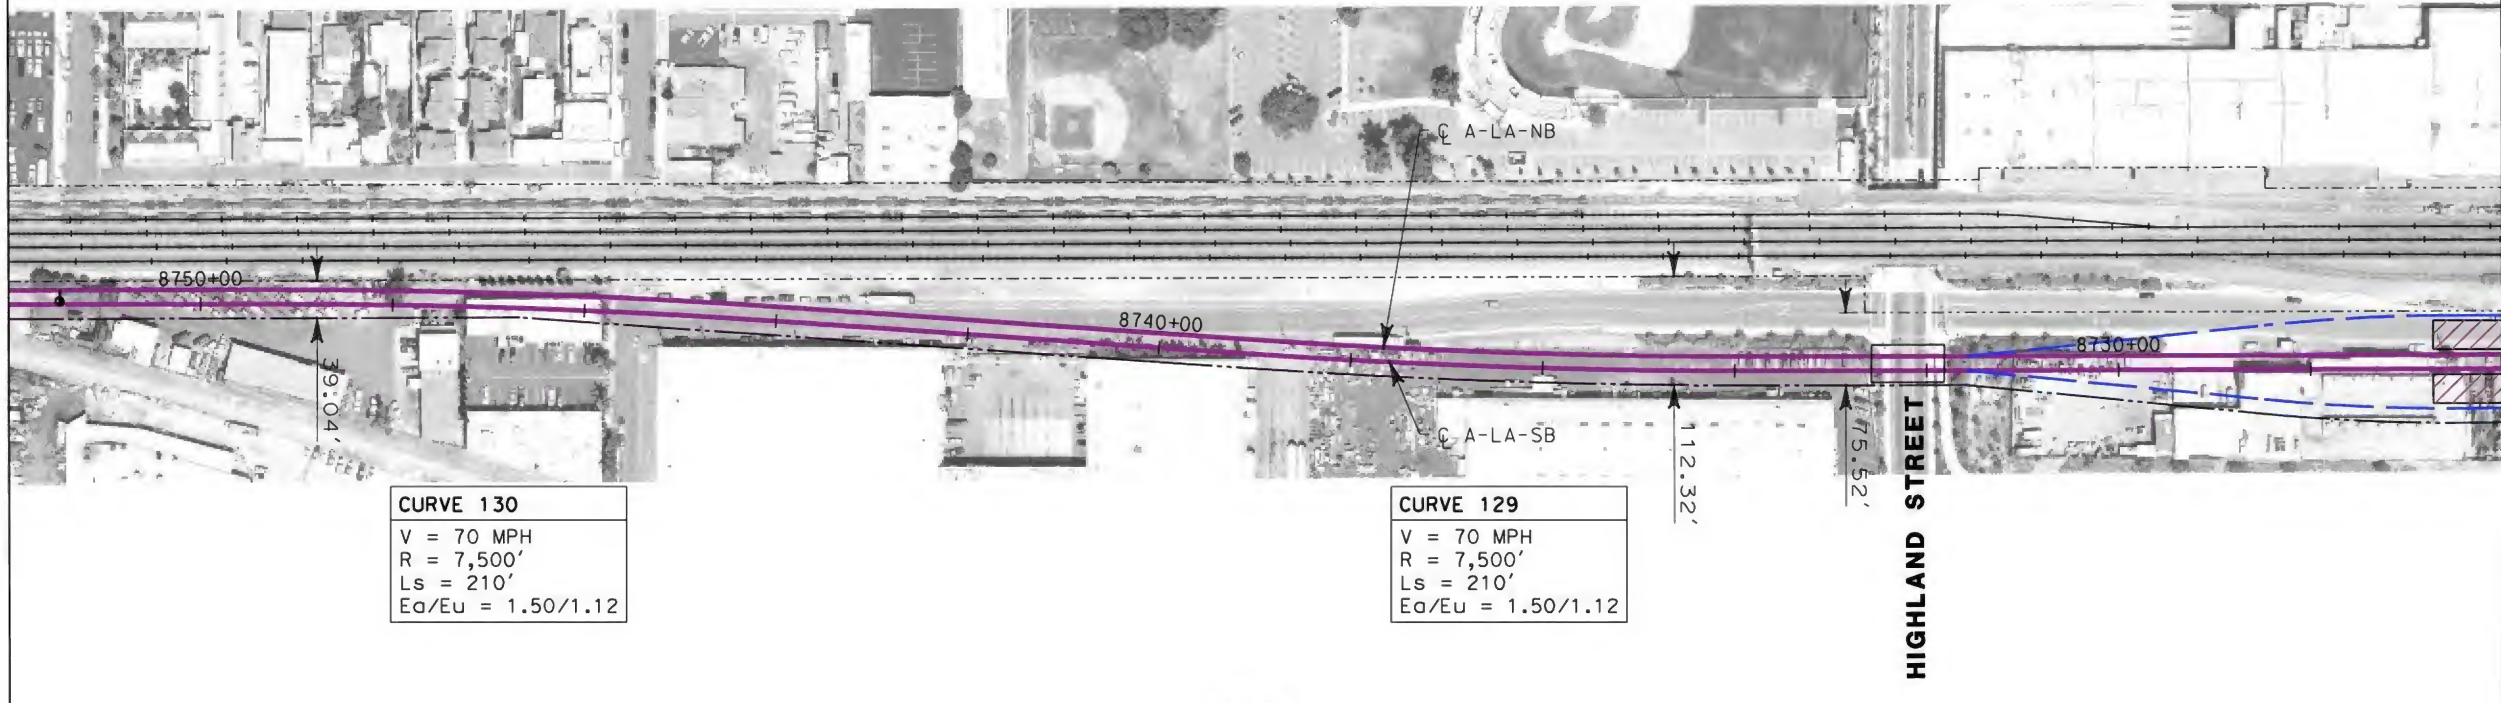 ℄ A-LA-NB
8750+00
8740+00
8730+00
39.04'
℄ A-LA-SB
112.32'
75.52'
HIGHLAND STREET
CURVE 130
V = 70 MPH
R = 7,500'
Ls = 210'
Ea/Eu = 1.50/1.12
CURVE 129
V = 70 MPH
R = 7,500'
Ls = 210'
Ea/Eu = 1.50/1.12